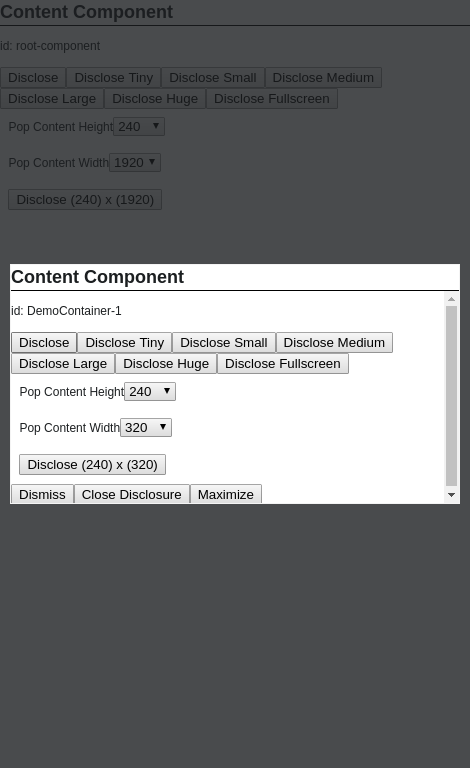 Content Component
id: root-component
Disclose Disclose Tiny Disclose Small Disclose Medium
Disclose Large Disclose Huge Disclose Fullscreen
Pop Content Height 240
Pop Content Width 1920
Disclose (240) x (1920)
Content Component
id: DemoContainer-1
Disclose Disclose Tiny Disclose Small Disclose Medium
Disclose Large Disclose Huge Disclose Fullscreen
Pop Content Height 240
Pop Content Width 320
Disclose (240) x (320)
Dismiss Close Disclosure Maximize